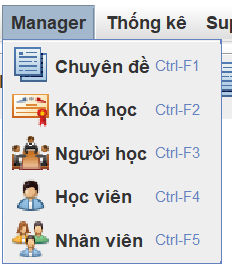 Manager Thống kê
Chuyên đề Ctrl-F1
Khóa học Ctrl-F2
Người học Ctrl-F3
Học viên Ctrl-F4
Nhân viên Ctrl-F5